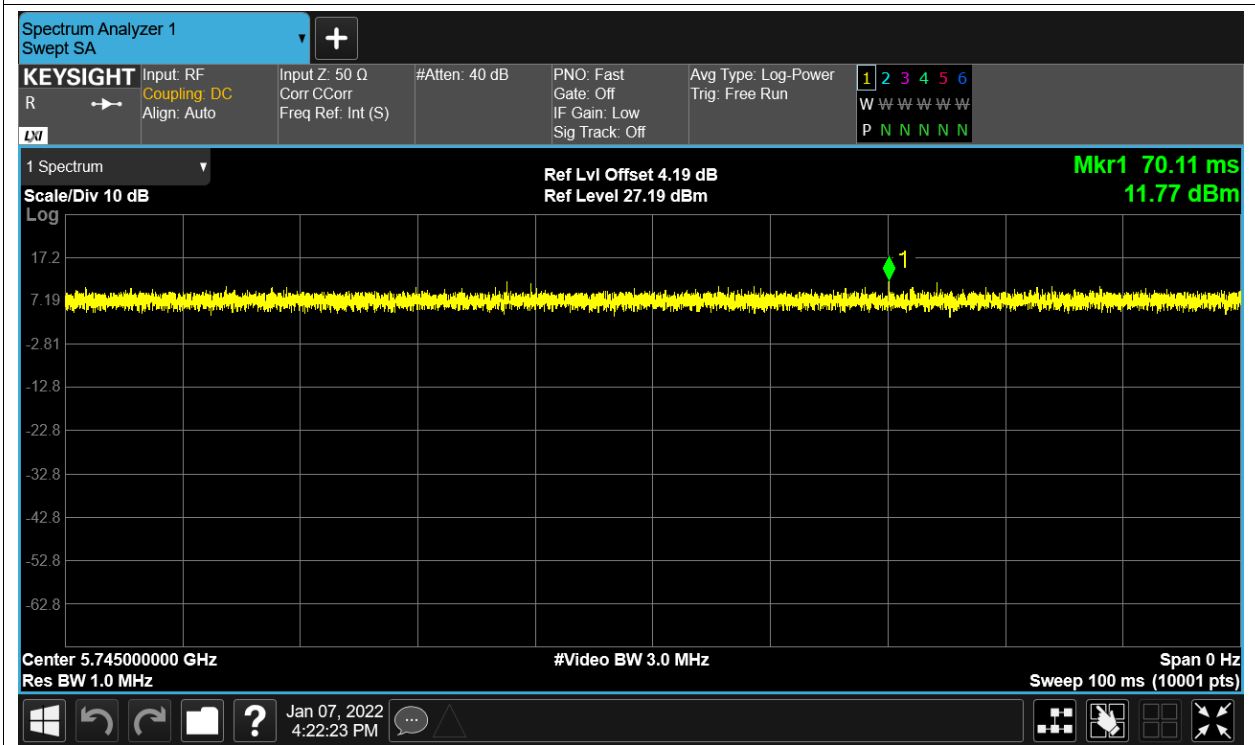 Spectrum Analyzer 1
Swept SA
KEYSIGHT
R
LXI
Input: RF
Coupling: DC
Align: Auto
Input Z: 50 Ω
Corr CCorr
Freq Ref: Int (S)
#Atten: 40 dB
PNO: Fast
Gate: Off
IF Gain: Low
Sig Track: Off
Avg Type: Log-Power
Trig: Free Run
1 2 3 4 5 6
W W W W W W
P N N N N N
1 Spectrum
Scale/Div 10 dB
Log
Ref Lvl Offset 4.19 dB
Ref Level 27.19 dBm
Mkr1 70.11 ms
11.77 dBm
1
17.2
7.19
-2.81
-12.8
-22.8
-32.8
-42.8
-52.8
-62.8
Center 5.745000000 GHz
#Video BW 3.0 MHz
Span 0 Hz
Res BW 1.0 MHz
Sweep 100 ms (10001 pts)
?
Jan 07, 2022
4:22:23 PM